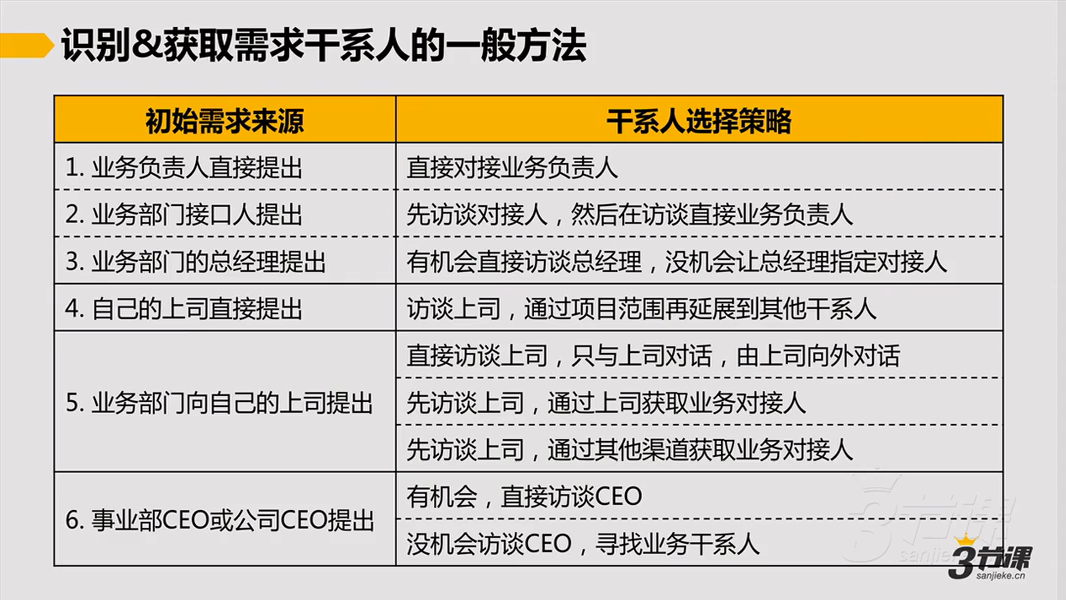 识别&获取需求干系人的一般方法
初始需求来源
干系人选择策略
1. 业务负责人直接提出
直接对接业务负责人
2. 业务部门接口人提出
先访谈对接人，然后在访谈直接业务负责人
3. 业务部门的总经理提出
有机会直接访谈总经理，没机会让总经理指定对接人
4. 自己的上司直接提出
访谈上司，通过项目范围再延展到其他干系人
5. 业务部门向自己的上司提出
直接访谈上司，只与上司对话，由上司向外对话
先访谈上司，通过上司获取业务对接人
先访谈上司，通过其他渠道获取业务对接人
6. 事业部CEO或公司CEO提出
有机会，直接访谈CEO
没机会访谈CEO，寻找业务干系人
3节课
sanjie
3节课
sanjieke.cn